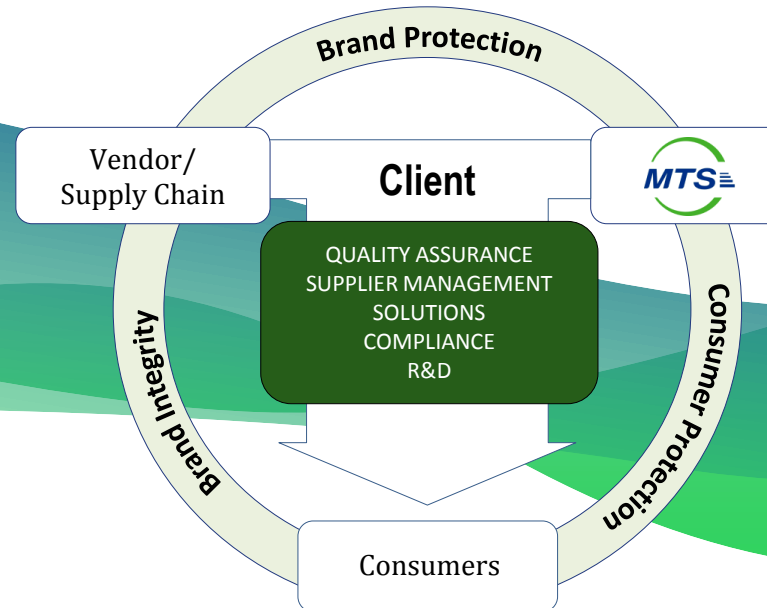 Brand Protection
Vendor/
Supply Chain
Client
MTS
QUALITY ASSURANCE
SUPPLIER MANAGEMENT
SOLUTIONS
COMPLIANCE
R&D
Brand Integrity
Consumer Protection
Consumers